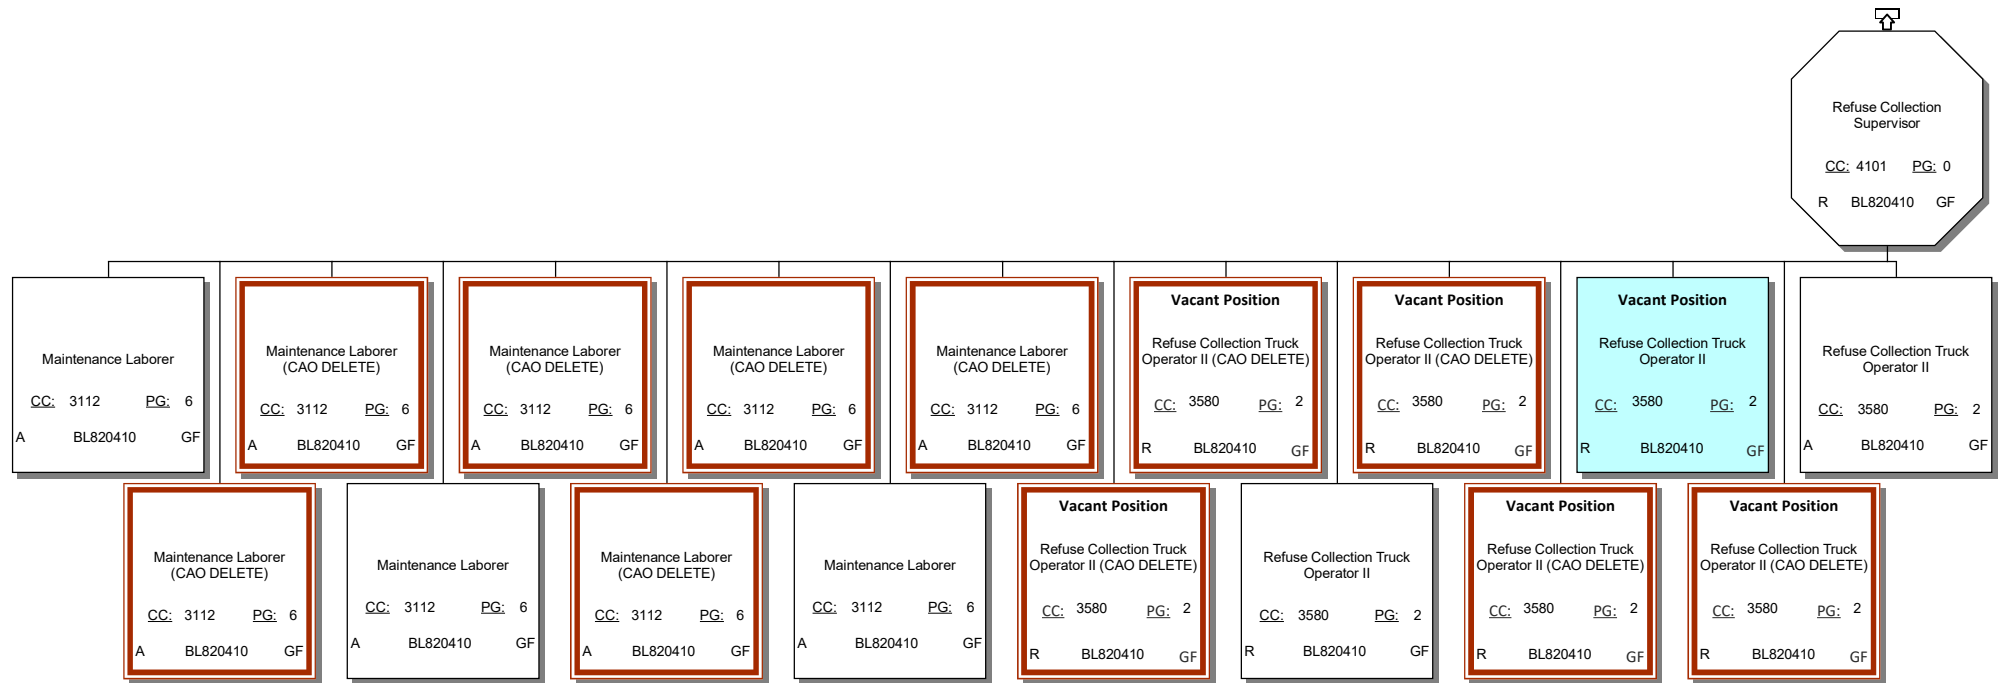 Refuse Collection
Supervisor
CC: 4101 PG: 0
R BL820410 GF
Maintenance Laborer
CC: 3112 PG: 6
A BL820410 GF
Maintenance Laborer
(CAO DELETE)
CC: 3112 PG: 6
A BL820410 GF
Maintenance Laborer
(CAO DELETE)
CC: 3112 PG: 6
A BL820410 GF
Maintenance Laborer
(CAO DELETE)
CC: 3112 PG: 6
A BL820410 GF
Maintenance Laborer
(CAO DELETE)
CC: 3112 PG: 6
A BL820410 GF
Vacant Position
Refuse Collection Truck
Operator II (CAO DELETE)
CC: 3580 PG: 2
R BL820410 GF
Vacant Position
Refuse Collection Truck
Operator II (CAO DELETE)
CC: 3580 PG: 2
R BL820410 GF
Vacant Position
Refuse Collection Truck
Operator II
CC: 3580 PG: 2
R BL820410 GF
Refuse Collection Truck
Operator II
CC: 3580 PG: 2
A BL820410 GF
Maintenance Laborer
(CAO DELETE)
CC: 3112 PG: 6
A BL820410 GF
Maintenance Laborer
CC: 3112 PG: 6
A BL820410 GF
Maintenance Laborer
(CAO DELETE)
CC: 3112 PG: 6
A BL820410 GF
Maintenance Laborer
CC: 3112 PG: 6
A BL820410 GF
Vacant Position
Refuse Collection Truck
Operator II (CAO DELETE)
CC: 3580 PG: 2
R BL820410 GF
Refuse Collection Truck
Operator II
CC: 3580 PG: 2
R BL820410 GF
Vacant Position
Refuse Collection Truck
Operator II (CAO DELETE)
CC: 3580 PG: 2
R BL820410 GF
Vacant Position
Refuse Collection Truck
Operator II (CAO DELETE)
CC: 3580 PG: 2
R BL820410 GF